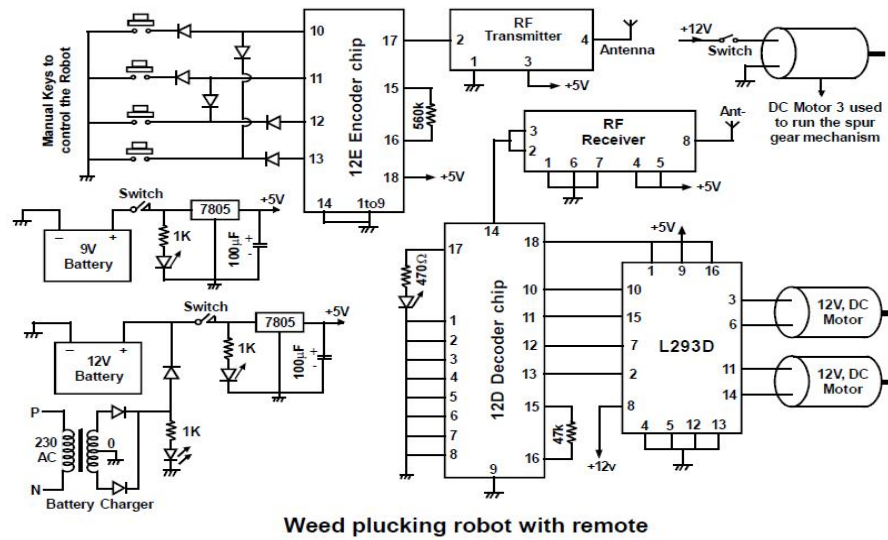 Manual Keys to
control the Robot
10
11
12
13
12E Encoder chip
17
15
16
18
14
1to9
560k
+5V
RF
Transmitter
2
4
1
3
Antenna
+5V
+12V
Switch
DC Motor 3 used
to run the spur
gear mechanism
RF
Receiver
3
2
8
1
6
7
4
5
Ant-
+5V
Switch
9V
Battery
1K
7805
+5V
100µF
Switch
12V
Battery
1K
7805
+5V
100µF
P
230
AC
N
0
1K
Battery Charger
14
17
470Ω
1
2
3
4
5
6
7
8
12D Decoder chip
18
10
11
12
13
15
16
9
47k
+5V
1
9
16
10
15
7
2
8
L293D
3
6
11
14
4
5
12
13
+12v
12V, DC
Motor
12V, DC
Motor
Weed plucking robot with remote